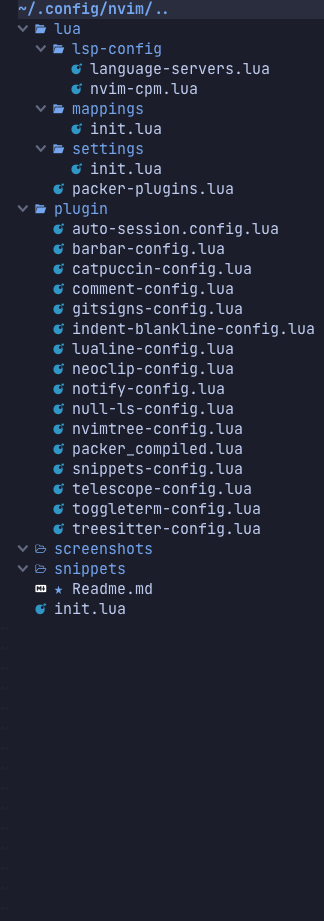 ~/.config/nvim/..
lua
lsp-config
language-servers.lua
nvim-cpm.lua
mappings
init.lua
settings
init.lua
packer-plugins.lua
plugin
auto-session.config.lua
barbar-config.lua
catpuccin-config.lua
comment-config.lua
gitsigns-config.lua
indent-blankline-config.lua
lualine-config.lua
neoclip-config.lua
notify-config.lua
null-ls-config.lua
nvimtree-config.lua
packer_compiled.lua
snippets-config.lua
telescope-config.lua
toggleterm-config.lua
treesitter-config.lua
screenshots
snippets
★ Readme.md
init.lua